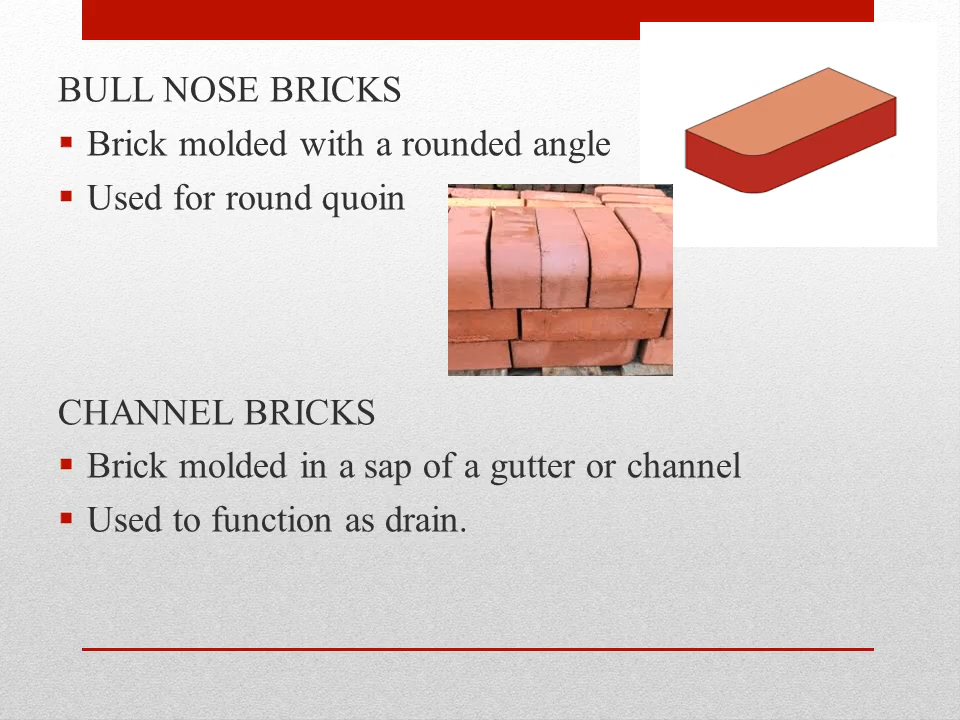 BULL NOSE BRICKS
▪ Brick molded with a rounded angle
▪ Used for round quoin
CHANNEL BRICKS
▪ Brick molded in a sap of a gutter or channel
▪ Used to function as drain.